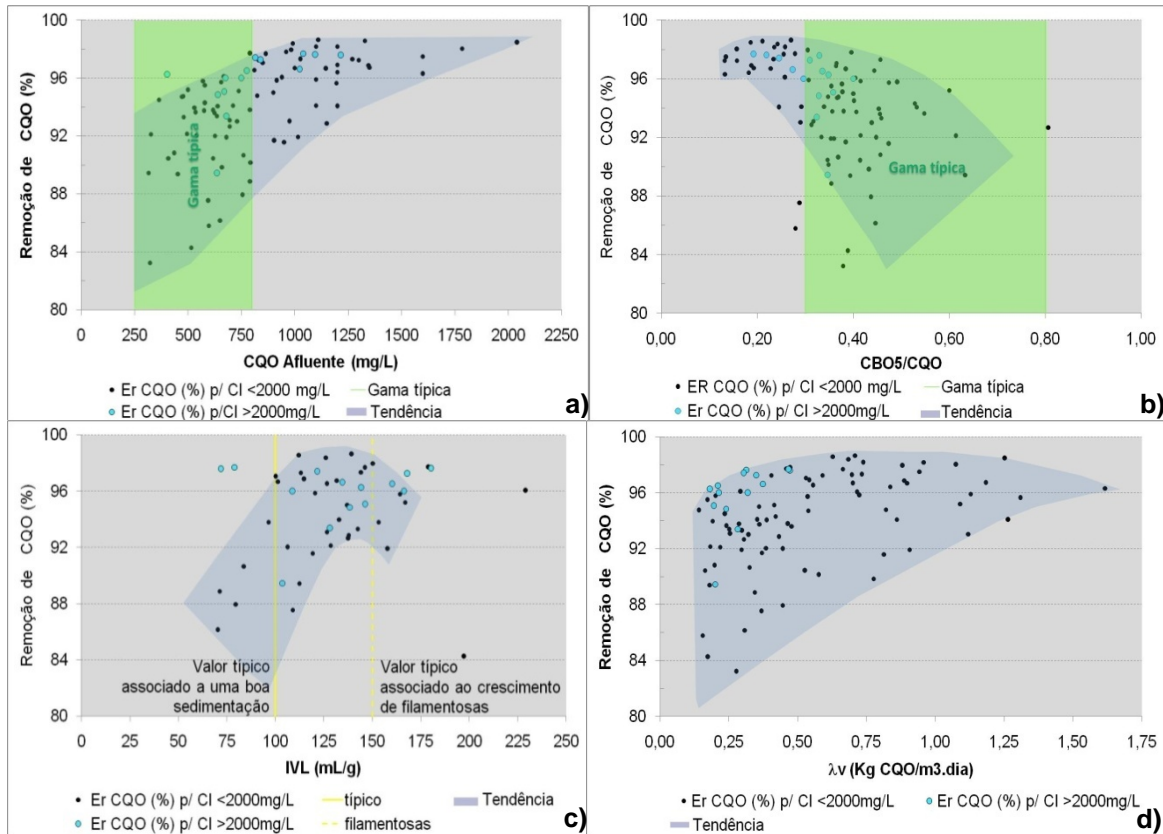 100
98
96
92
88
84
80
Remoção de CQO (%)
Gama típica
0 250 500 750 1000 1250 1500 1750 2000 2250
CQO Afluente (mg/L)
Er CQO (%) p/ CI <2000 mg/L
Gama típica
Er CQO (%) p/CI >2000mg/L
Tendência
a)
100
98
96
92
88
84
80
Remoção de CQO (%)
Gama típica
0,00 0,20 0,40 0,60 0,80 1,00
CBO5/CQO
ER CQO (%) p/ CI <2000 mg/L
Gama típica
Er CQO (%) p/ CI >2000mg/L
Tendência
b)
100
98
96
92
88
84
80
Remoção de CQO (%)
Valor típico
associado a uma boa
sedimentação
Valor típico
associado ao crescimento
de filamentosas
0 25 50 75 100 125 150 175 200 225 250
IVL (mL/g)
Er CQO (%) p/ CI <2000mg/L
típico
Tendência
Er CQO (%) p/ CI >2000mg/L
filamentosas
c)
100
98
96
92
88
84
80
Remoção de CQO (%)
0,00 0,25 0,50 0,75 1,00 1,25 1,50 1,75
λv (Kg CQO/m3.dia)
Er CQO (%) p/ CI <2000mg/L
Er CQO (%) p/ CI >2000mg/L
Tendência
d)